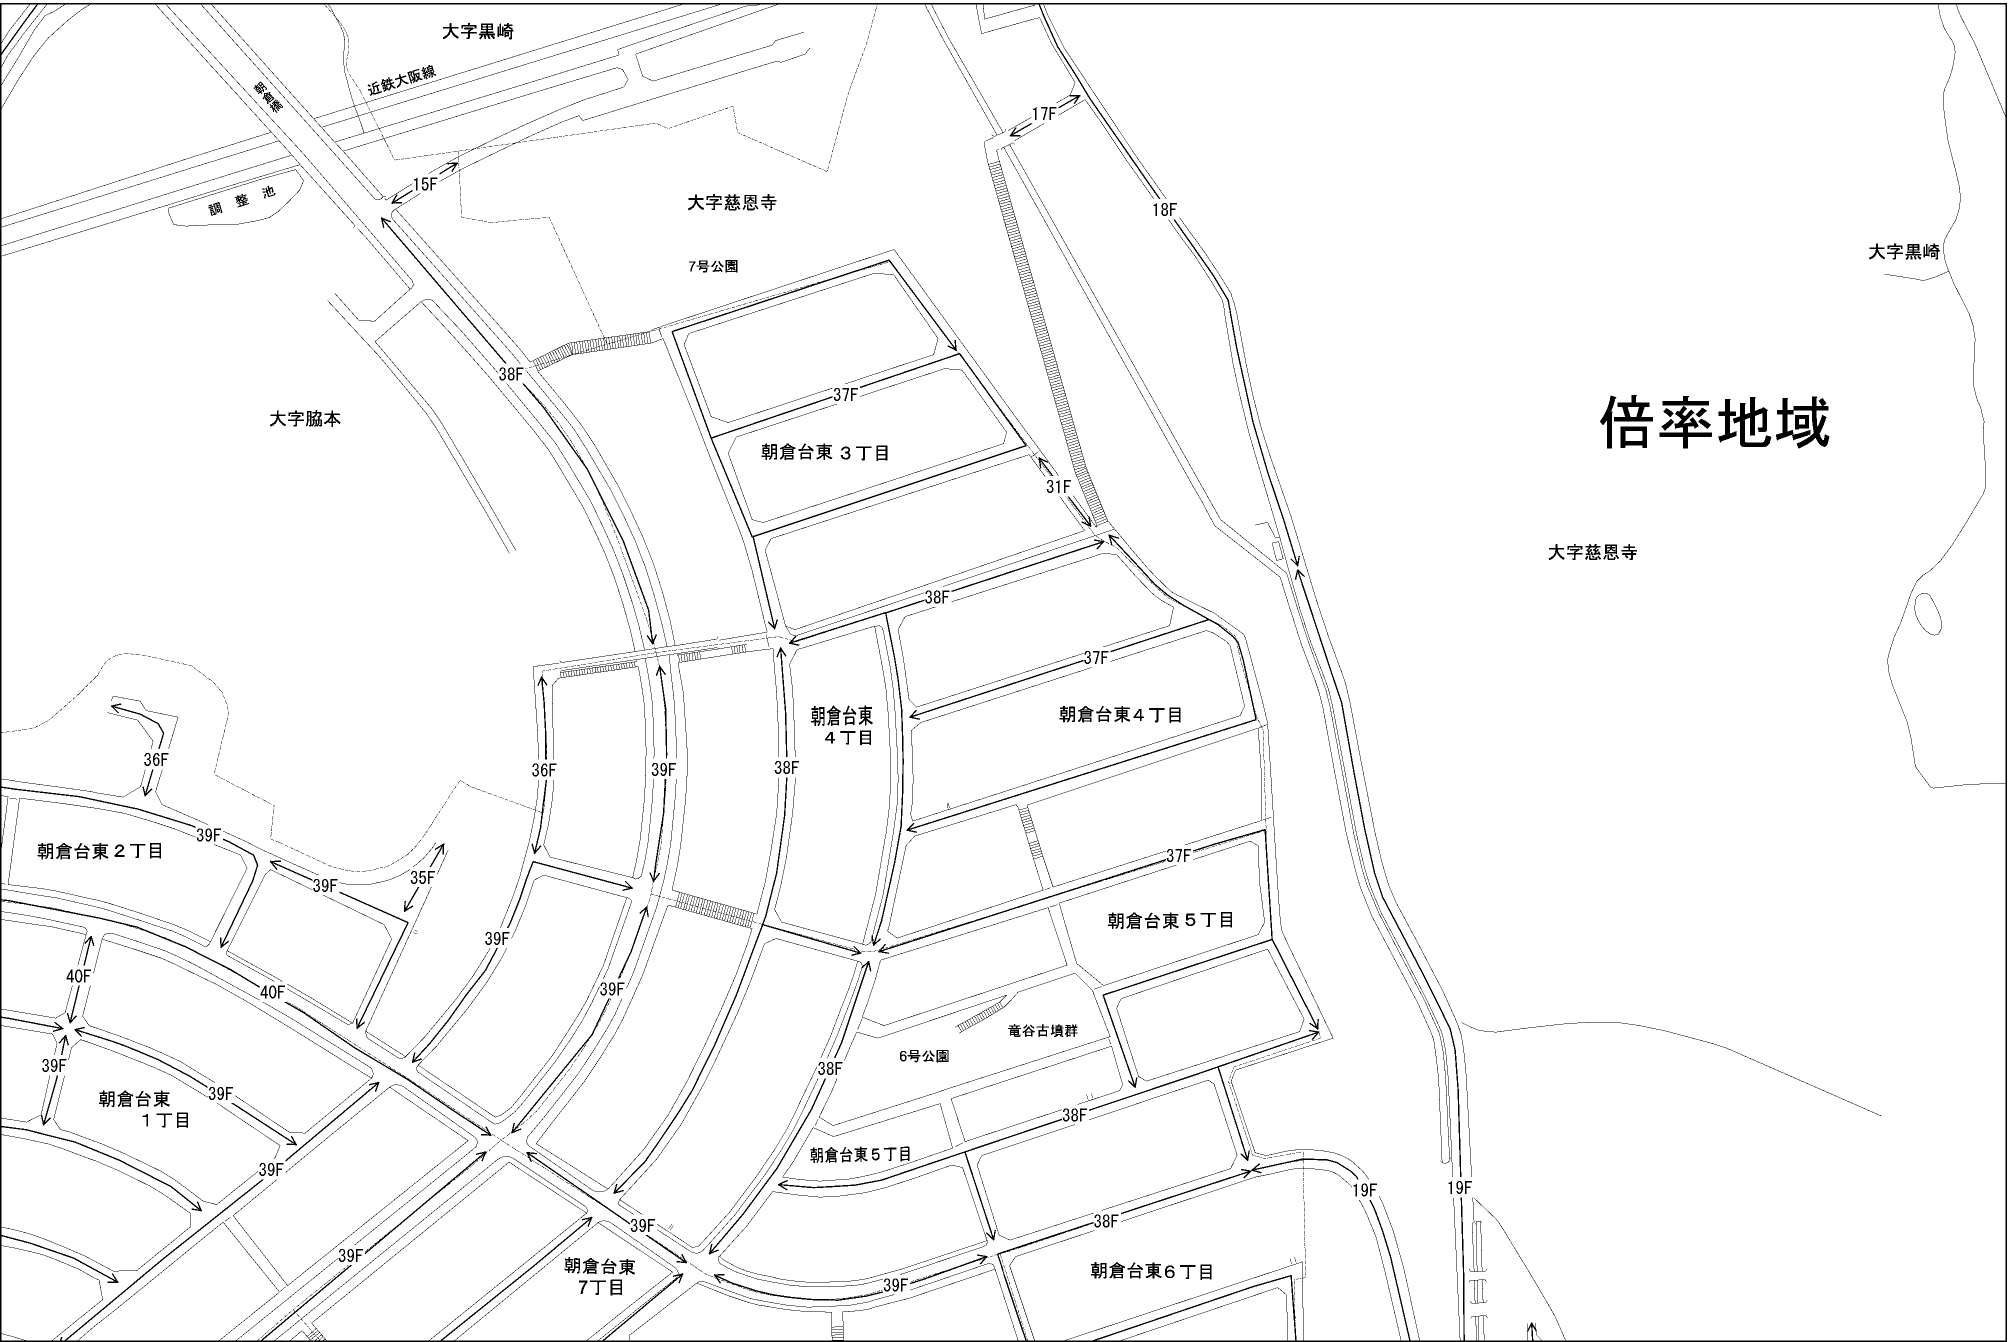 大字黒崎
近鉄大阪線
朝倉橋
17F
15F
調整池
大字慈恩寺
18F
7号公園
大字黒崎
38F
37F
大字脇本
倍率地域
朝倉台東3丁目
31F
大字慈恩寺
38F
37F
朝倉台東
4丁目
朝倉台東4丁目
36F
36F
39F
38F
39F
朝倉台東2丁目
37F
35F
39F
朝倉台東5丁目
39F
40F
40F
39F
竜谷古墳群
6号公園
39F
38F
39F
朝倉台東
1丁目
38F
朝倉台東5丁目
39F
19F
19F
39F
38F
39F
朝倉台東
7丁目
朝倉台東6丁目
39F